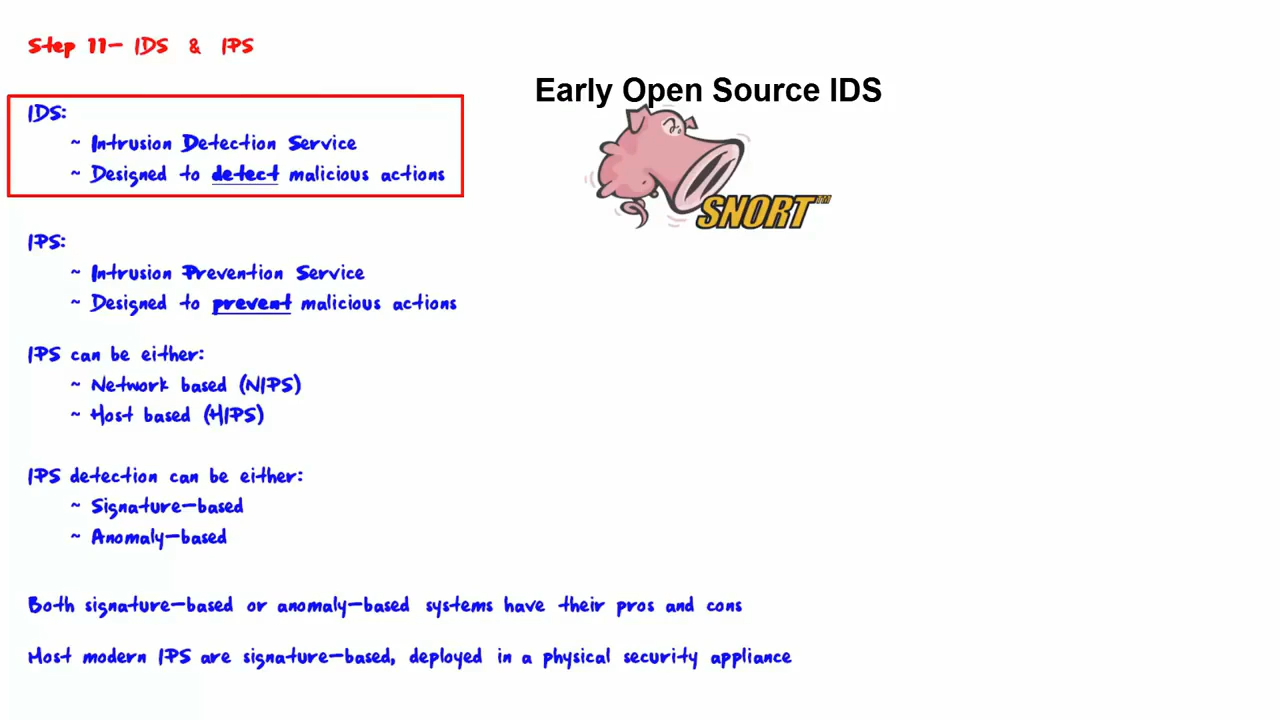 Step 11- IDS & IPS
Early Open Source IDS
SNORT™
IDS:
~ Intrusion Detection Service
~ Designed to detect malicious actions
IPS:
~ Intrusion Prevention Service
~ Designed to prevent malicious actions
IPS can be either:
~ Network based (NIPS)
~ Host based (HIPS)
IPS detection can be either:
~ Signature-based
~ Anomaly-based
Both signature-based or anomaly-based systems have their pros and cons
Most modern IPS are signature-based, deployed in a physical security appliance